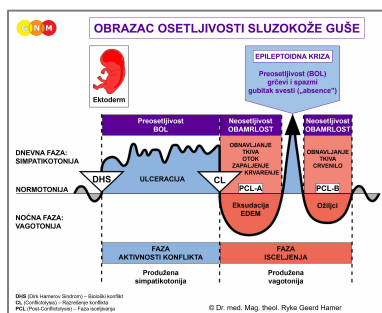 GNM
OBRAZAC OSETLJIVOSTI SLUZOKOŽE GUŠE
Ektoderm
EPILEPTOIDNA KRIZA
Preosetljivost (BOL)
grčevi i spazmi
gubitak svesti („absence”)
Preosetljivost
BOL
Neosetljivost
OBAMRLOST
Neosetljivost
OBAMRLOST
DNEVNA FAZA:
SIMPATIKOTONIJA
OBNAVLJANJE
TKIVA
OTOK
ZAPALJENJE
KRVARENJE
OBNAVLJANJE
TKIVA
CRVENILO
DHS
ULCERACIJA
CL
PCL-A
PCL-B
NORMOTONIJA
NOĆNA FAZA:
VAGOTONIJA
Eksudacija
EDEM
Ožiljci
FAZA
AKTIVNOSTI KONFLIKTA
FAZA
ISCELJENJA
Produžena
simpatikotonija
Produžena
vagotonija
DHS (Dirk Hamerov Sindrom) – Biološki konflikt
CL (Conflictolysis) – Razrešenje konflikta
PCL (Post-Conflictolysis) – Faza isceljivanja
© Dr. med. Mag. theol. Ryke Geerd Hamer